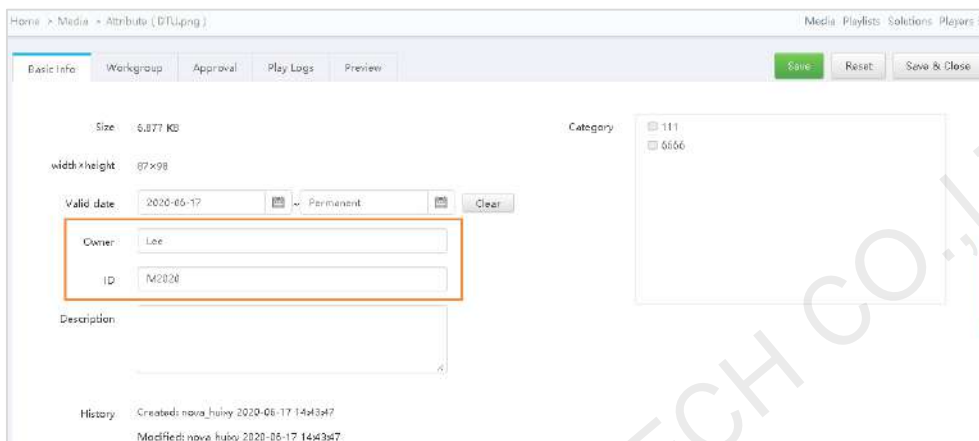 Home > Media > Attribute ( DTU.png )
Media Playlists Solutions Players
Basic Info Workgroup Approval Play Logs Preview
Save Reset Save & Close
Size 6.877 KB
Category 111
6666
width×height 87×98
Valid date 2020-06-17 ~ Permanent Clear
Owner Lee
ID M2020
Description
History Created: nova_huixy 2020-06-17 14:43:47
Modified: nova_huixy 2020-06-17 14:43:47
TECH CO.,